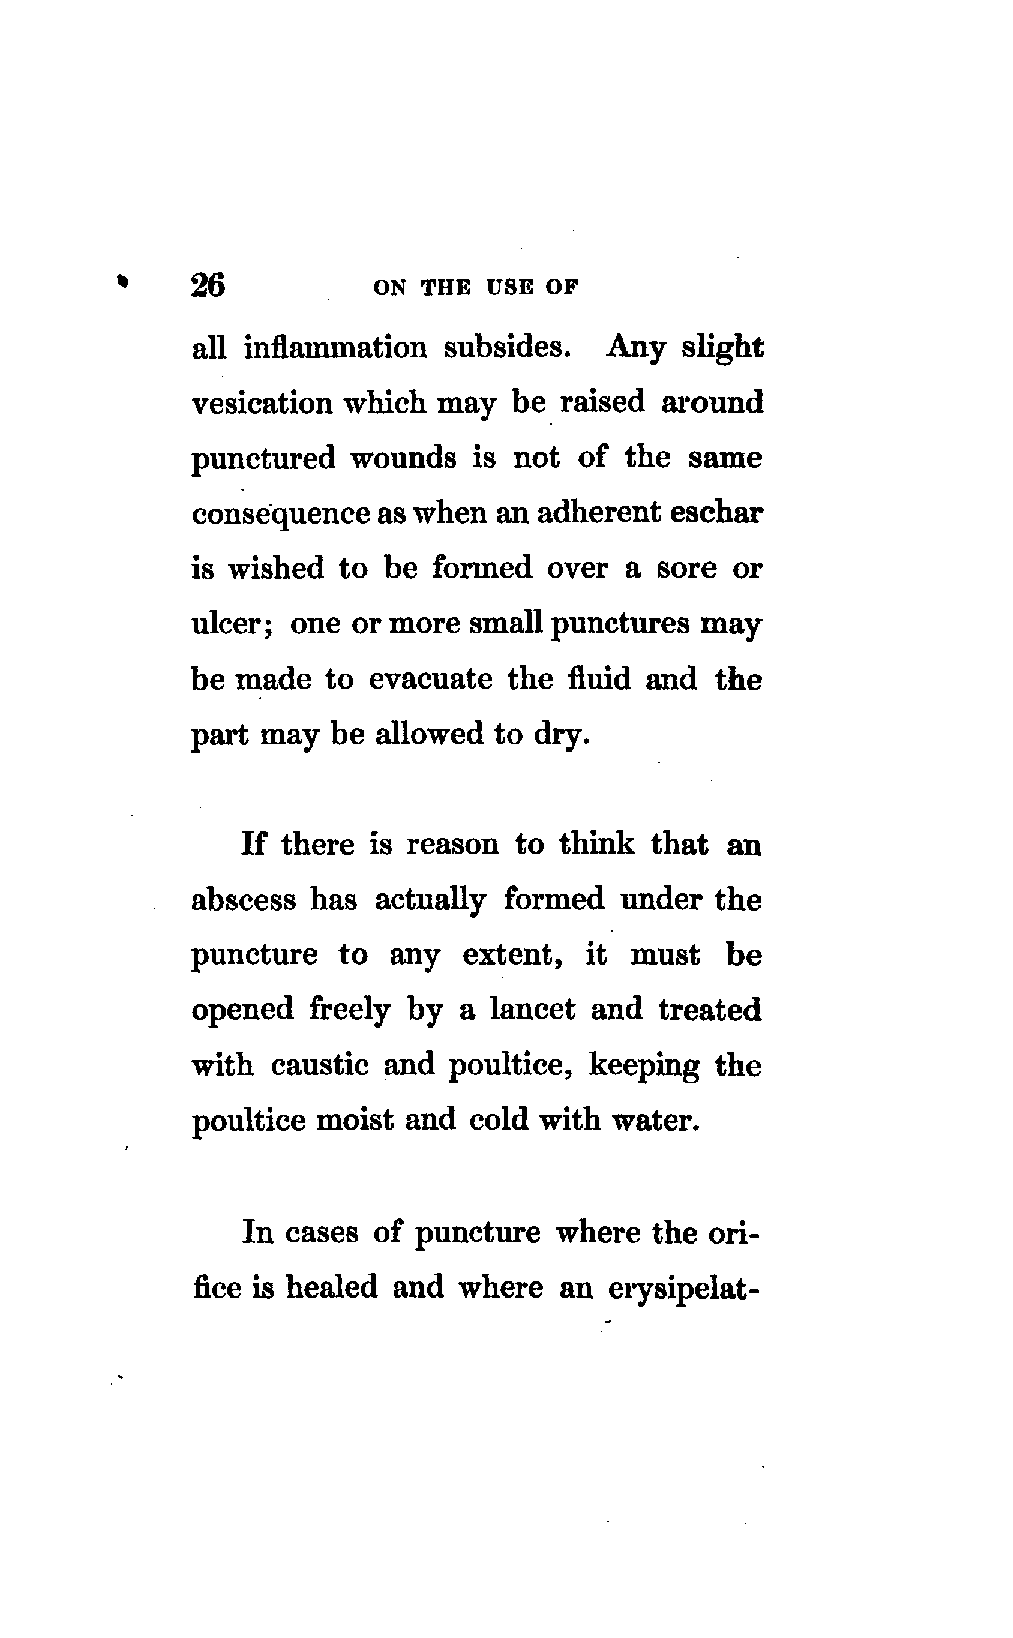 26 ON THE USE OF
all inflammation subsides. Any slight
vesication which may be raised around
punctured wounds is not of the same
consequence as when an adherent eschar
is wished to be formed over a sore or
ulcer; one or more small punctures may
be made to evacuate the fluid and the
part may be allowed to dry.
If there is reason to think that an
abscess has actually formed under the
puncture to any extent, it must be
opened freely by a lancet and treated
with caustic and poultice, keeping the
poultice moist and cold with water.
In cases of puncture where the ori-
fice is healed and where an erysipelat-